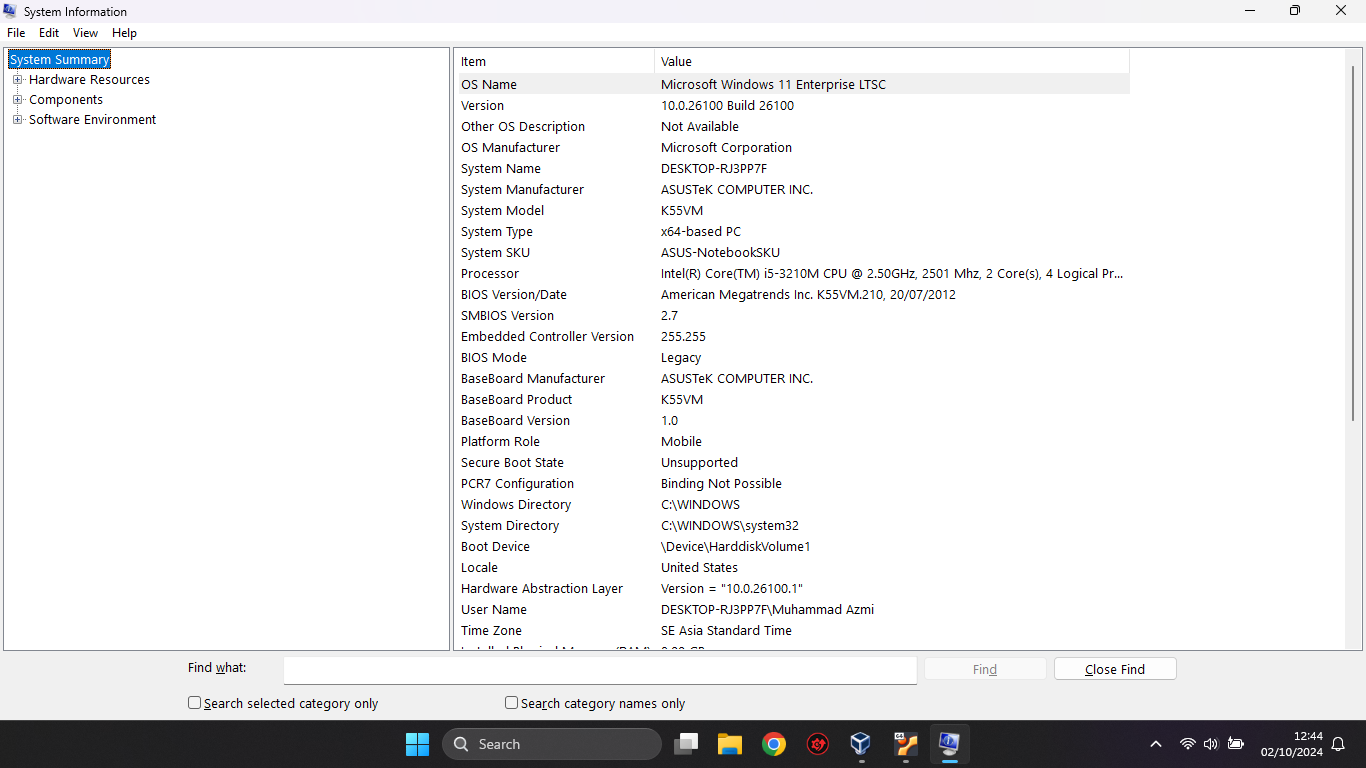 System Information
File Edit View Help
System Summary
Hardware Resources
Components
Software Environment
Item Value
OS Name Microsoft Windows 11 Enterprise LTSC
Version 10.0.26100 Build 26100
Other OS Description Not Available
OS Manufacturer Microsoft Corporation
System Name DESKTOP-RJ3PP7F
System Manufacturer ASUSTeK COMPUTER INC.
System Model K55VM
System Type x64-based PC
System SKU ASUS-NotebookSKU
Processor Intel(R) Core(TM) i5-3210M CPU @ 2.50GHz, 2501 Mhz, 2 Core(s), 4 Logical Pr...
BIOS Version/Date American Megatrends Inc. K55VM.210, 20/07/2012
SMBIOS Version 2.7
Embedded Controller Version 255.255
BIOS Mode Legacy
BaseBoard Manufacturer ASUSTeK COMPUTER INC.
BaseBoard Product K55VM
BaseBoard Version 1.0
Platform Role Mobile
Secure Boot State Unsupported
PCR7 Configuration Binding Not Possible
Windows Directory C:\WINDOWS
System Directory C:\WINDOWS\system32
Boot Device \Device\HarddiskVolume1
Locale United States
Hardware Abstraction Layer Version = "10.0.26100.1"
User Name DESKTOP-RJ3PP7F\Muhammad Azmi
Time Zone SE Asia Standard Time
Find what: Find Close Find
Search selected category only Search category names only
Search
12:44
02/10/2024